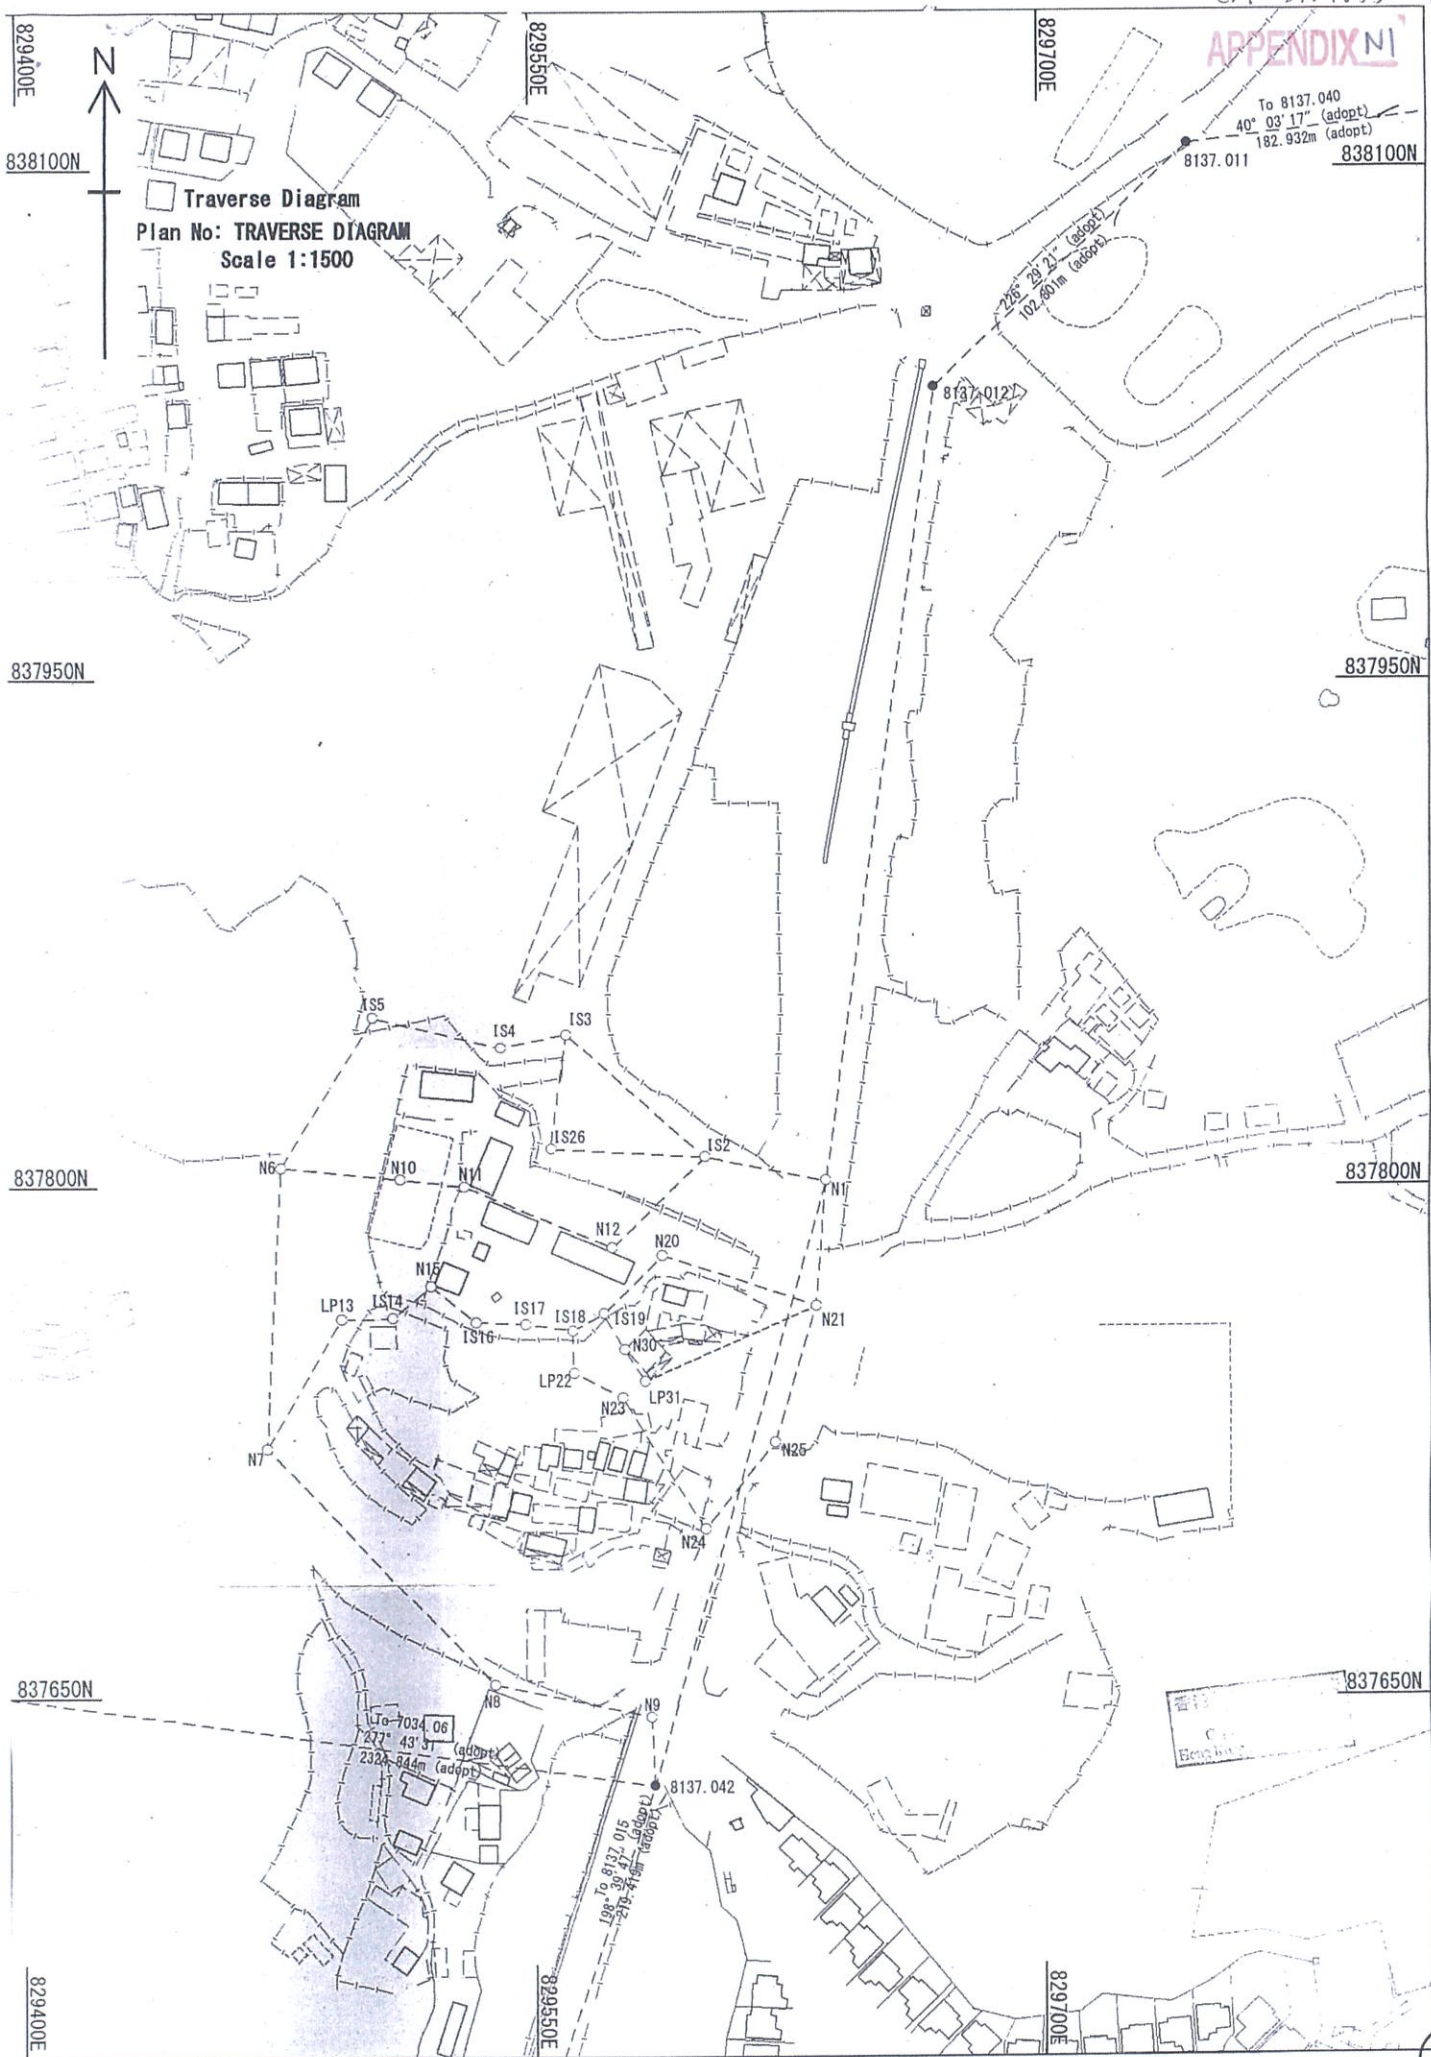 APPENDIX N1
829400E
829550E
829700E
N
To 8137.040
40° 03' 17" (adopt)
182.932m (adopt)
8137.011
838100N
838100N
Traverse Diagram
Plan No: TRAVERSE DIAGRAM
Scale 1:1500
226° 29' 21" (adopt)
102.801m (adopt)
8137.012
837950N
837950N
IS5
IS4
IS3
IS26
IS2
N6
N10
N11
N1
837800N
837800N
N12
N20
N15
LP13
IS14
IS16
IS17
IS18
IS19
N21
N30
LP22
LP31
N23
N7
N25
N24
837650N
837650N
N8
N9
To 7034.06
277° 43' 31" (adopt)
2324.844m (adopt)
8137.042
To 8137.015
198° 39' 47" (adopt)
219.419m (adopt)
829400E
829550E
829700E